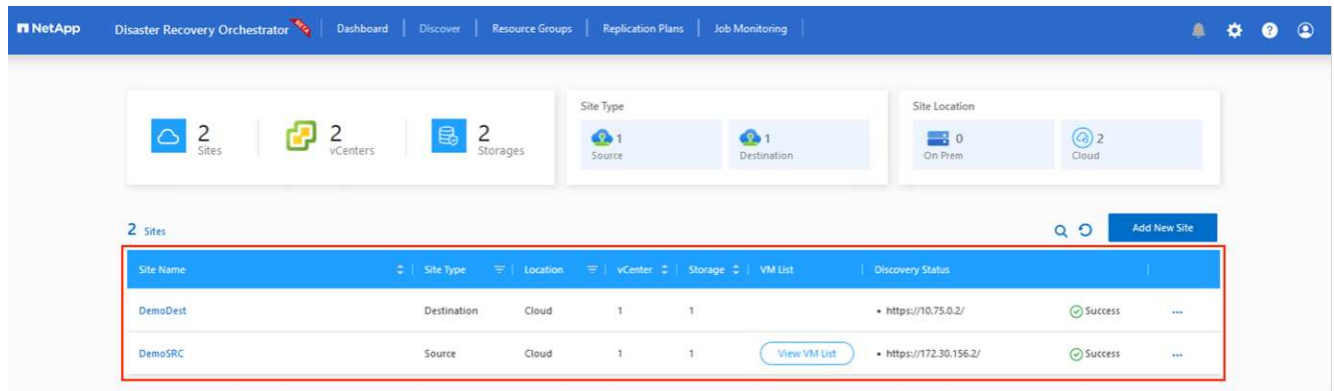 NetApp Disaster Recovery Orchestrator Dashboard Discover Resource Groups Replication Plans Job Monitoring
2 Sites
2 vCenters
2 Storages
Site Type
1 Source
1 Destination
Site Location
0 On Prem
2 Cloud
2 Sites
Add New Site
Site Name Site Type Location vCenter Storage VM List Discovery Status
DemoDest Destination Cloud 1 1 • https://10.75.0.2/ Success ...
DemoSRC Source Cloud 1 1 View VM List • https://172.30.156.2/ Success ...